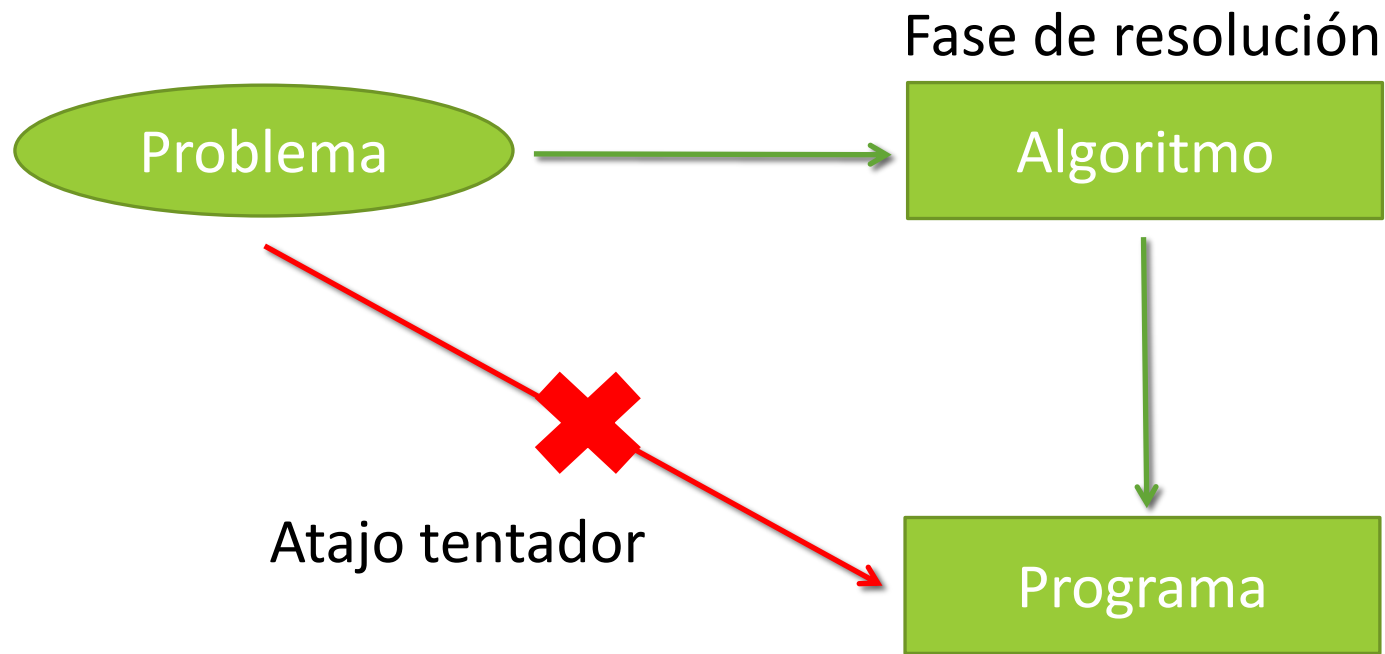 Fase de resolución
Problema
Algoritmo
Atajo tentador
Programa